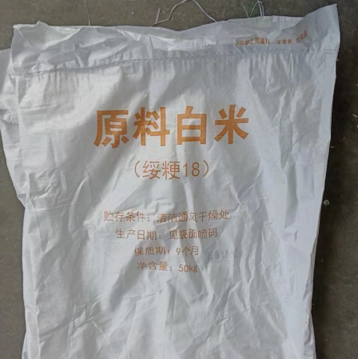 原料白米
（绥粳18）
贮存条件：清洁通风干燥处
生产日期：见袋面喷码
保质期：9个月
净含量：50kg